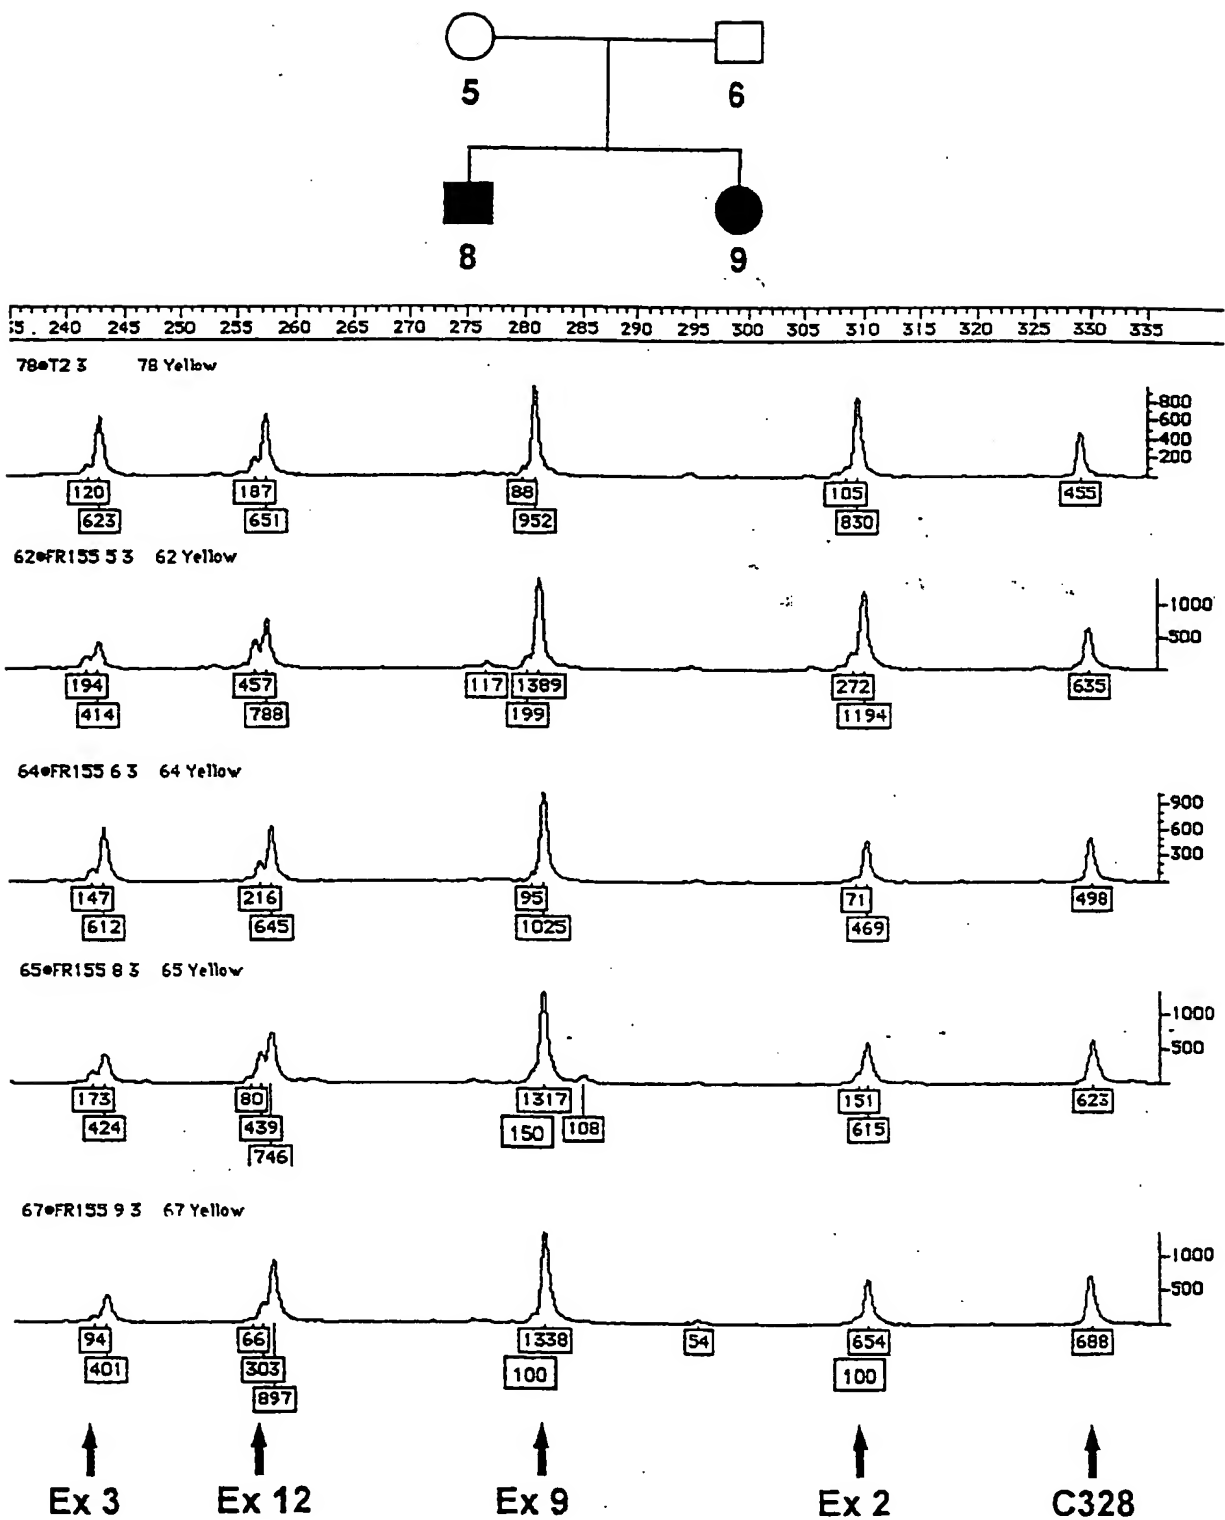 5 6
8 9
35. 240 245 250 255 260 265 270 275 280 285 290 295 300 305 310 315 320 325 330 335
78●T2 3 78 Yellow
800
600
400
200
120 187 88 105 455
623 651 952 830
62●FR155 5 3 62 Yellow
1000
500
194 457 117 1389 272 635
414 788 199 1194
64●FR155 6 3 64 Yellow
900
600
300
147 216 95 71 498
612 645 1025 469
65●FR155 8 3 65 Yellow
1000
500
173 80 1317 151 623
424 439 150 108 615
746
67●FR155 9 3 67 Yellow
1000
500
94 66 1338 54 654 688
401 303 100 100
897
Ex 3 Ex 12 Ex 9 Ex 2 C328